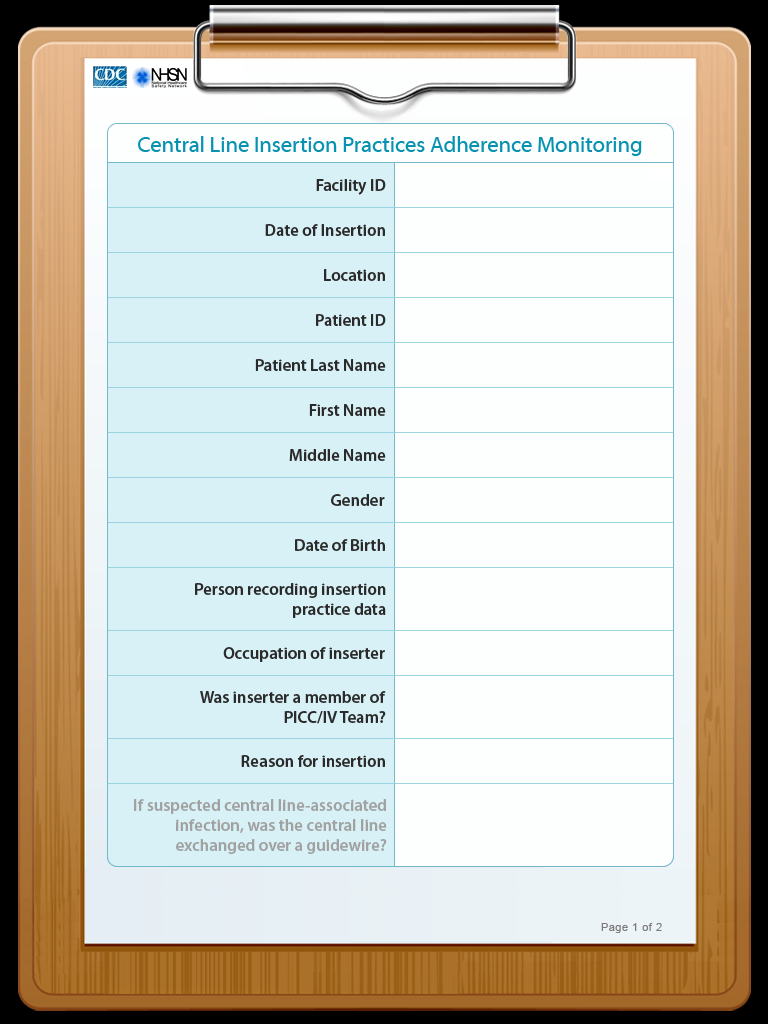 CDC
NHSN
National Healthcare
Safety Network
Central Line Insertion Practices Adherence Monitoring
Facility ID
Date of Insertion
Location
Patient ID
Patient Last Name
First Name
Middle Name
Gender
Date of Birth
Person recording insertion
practice data
Occupation of inserter
Was inserter a member of
PICC/IV Team?
Reason for insertion
If suspected central line-associated
infection, was the central line
exchanged over a guidewire?
Page 1 of 2